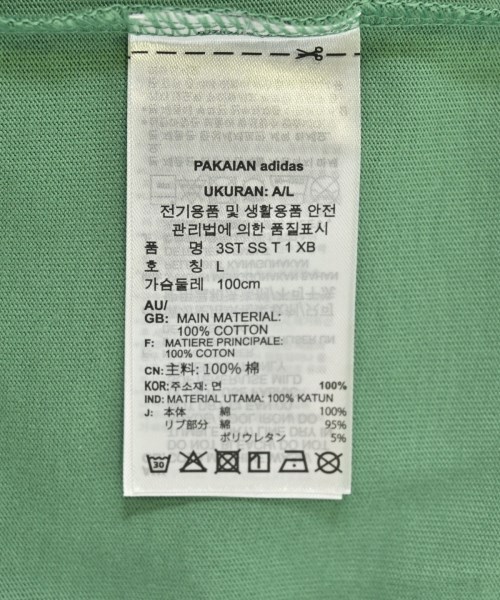 PAKAIAN adidas
UKURAN: A/L
전기용품 및 생활용품 안전
관리법에 의한 품질표시
품 명 3ST SS T 1 XB
호 칭 L
가슴둘레 100cm
AU/
GB: MAIN MATERIAL:
100% COTTON
F: MATIERE PRINCIPALE:
100% COTON
CN: 主料: 100% 棉
KOR: 주소재: 면 100%
IND: MATERIAL UTAMA: 100% KATUN
J: 本体 綿 100%
リブ部分 綿 95%
ポリウレタン 5%
30